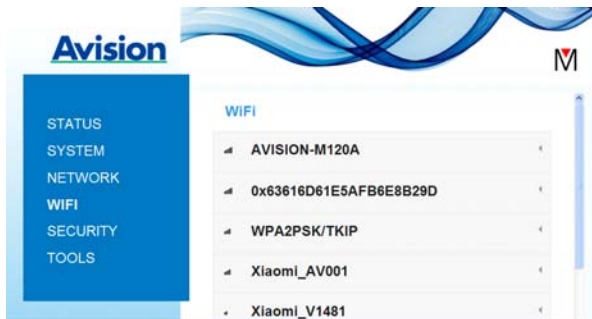 Avision
M
STATUS
SYSTEM
NETWORK
WIFI
SECURITY
TOOLS
WiFi
AVISION-M120A
0x63616D61E5AFB6E8B29D
WPA2PSK/TKIP
Xiaomi_AV001
Xiaomi_V1481